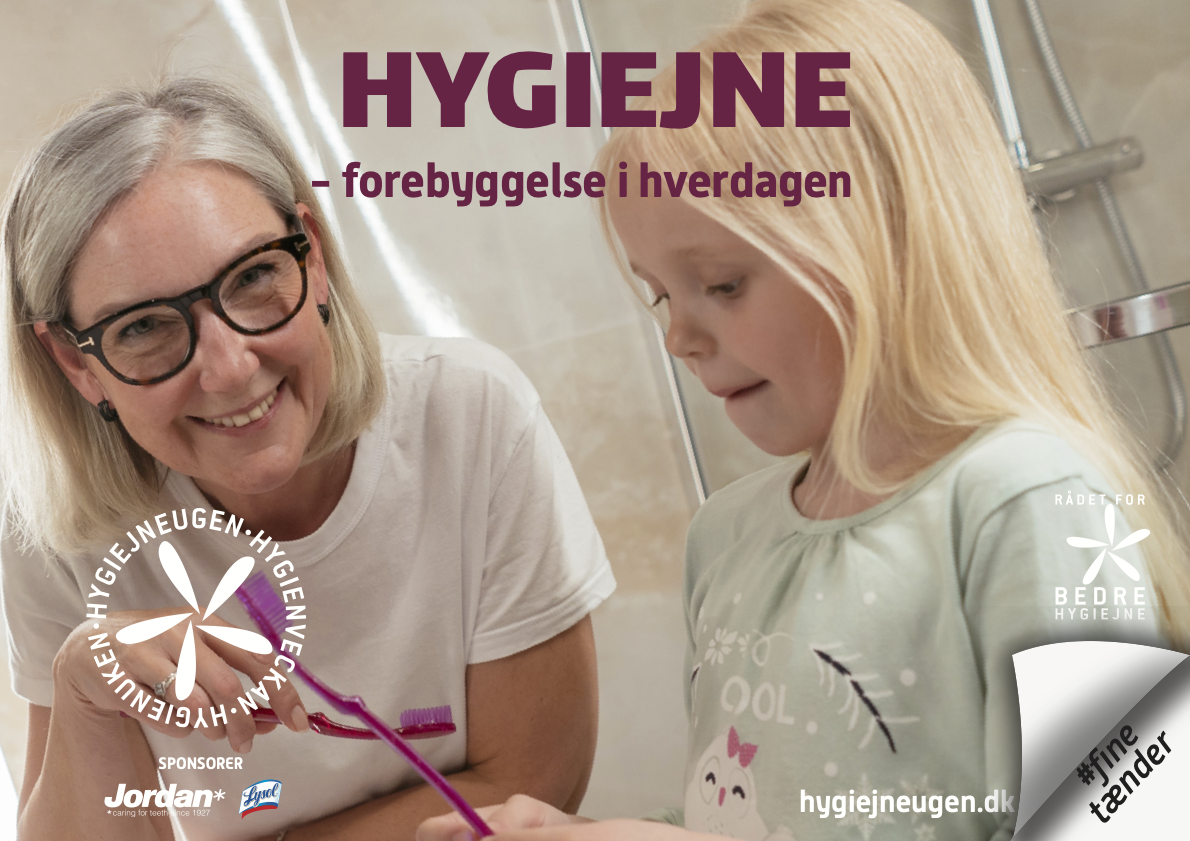 HYGIEJNE
– forebyggelse i hverdagen
HYGIEJNEUGEN • HYGIENVECKAN • HYGIENUKEN •
RÅDET FOR
BEDRE
HYGIEJNE
OOL
#fine
tænder
SPONSORER
Jordan*
*caring for teeth since 1927
Lysol
hygiejneugen.dk